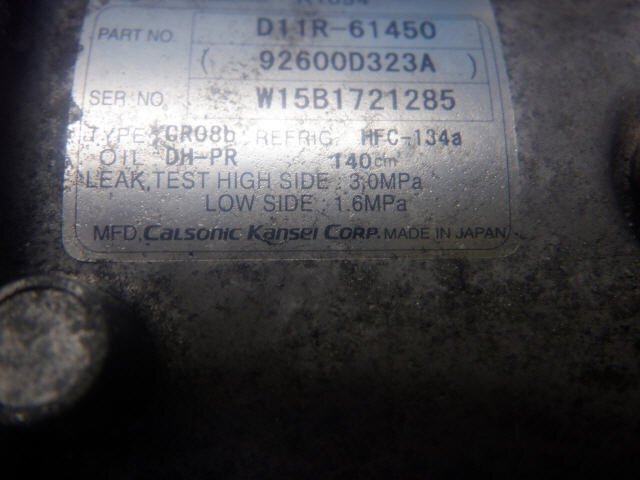 PART NO. D11R-61450
( 92600D323A )
SER NO. W15B1721285
TYPE CR08b REFRIG. HFC-134a
OIL DH-PR 140cm³
LEAK,TEST HIGH SIDE : 3.0MPa
LOW SIDE : 1.6MPa
MFD. CALSONIC KANSEI CORP. MADE IN JAPAN